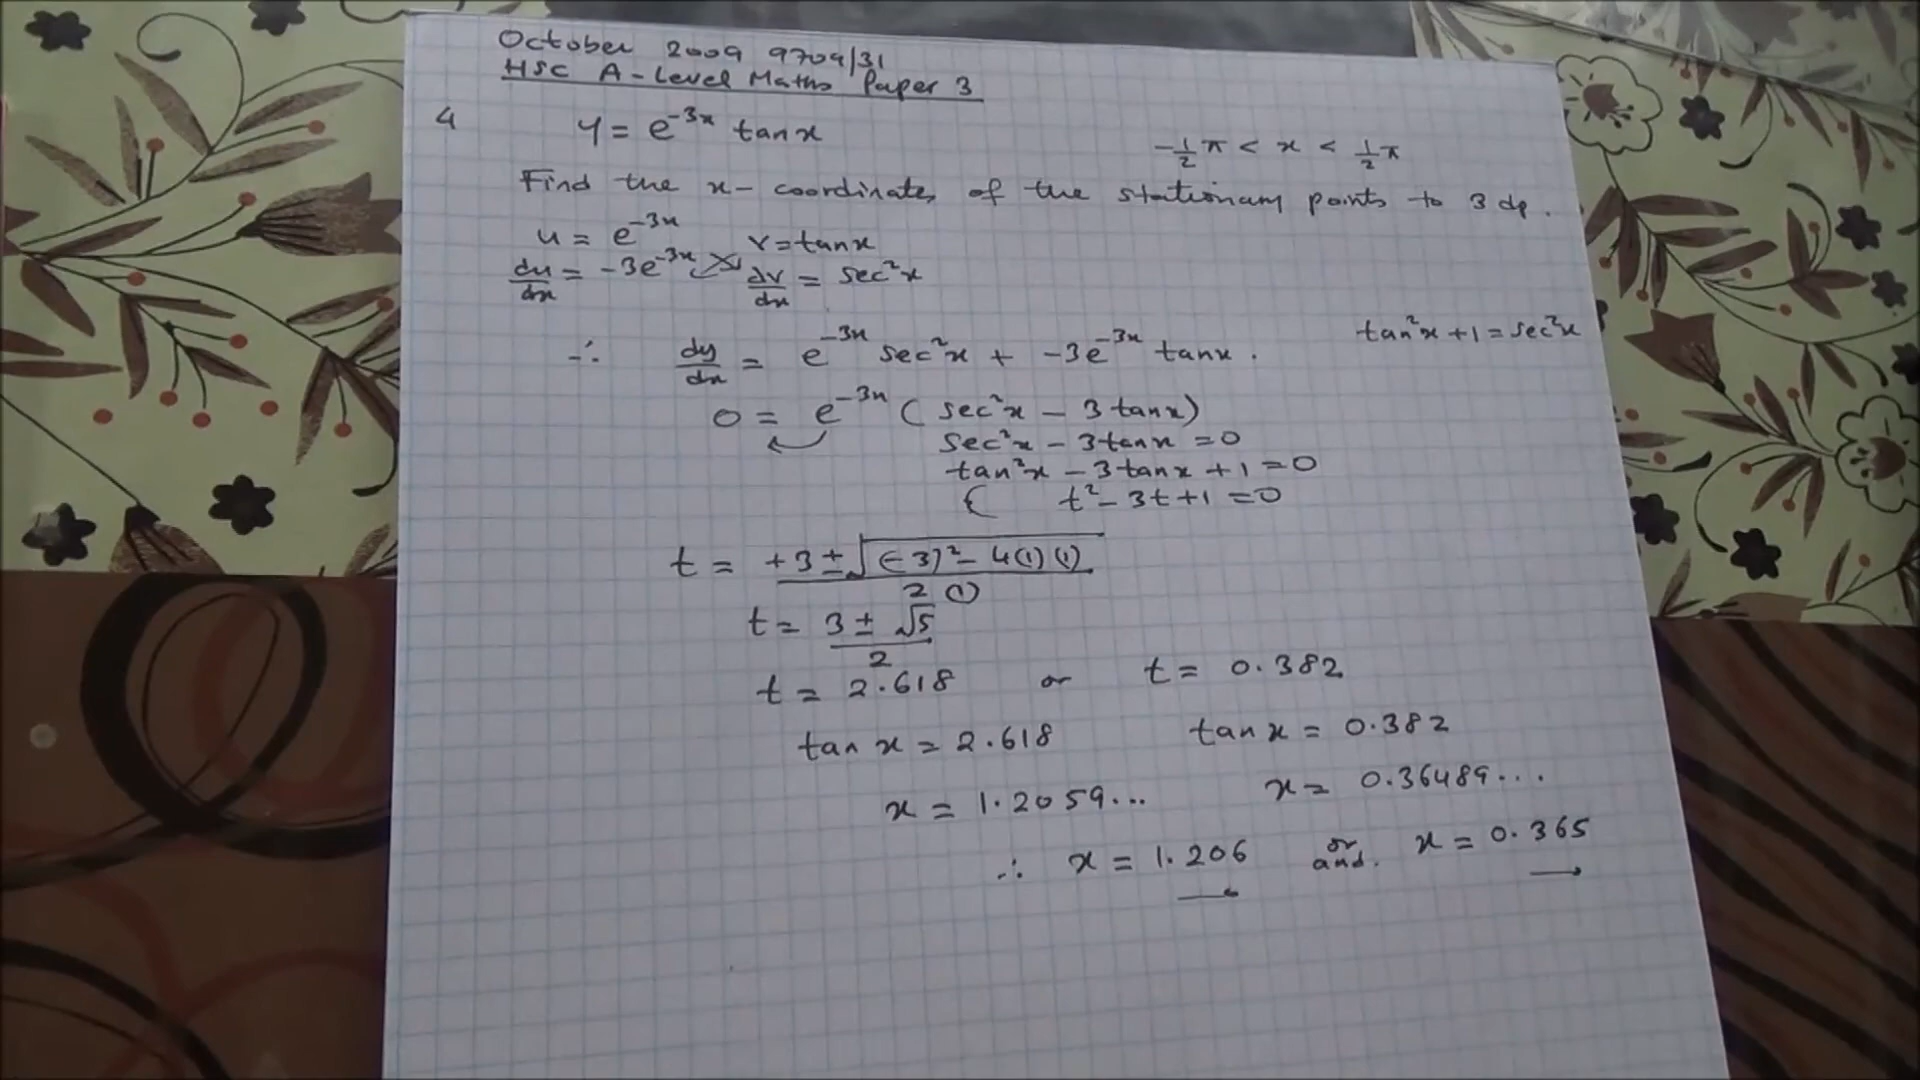 October 2009 9709/31
HSC A-Level Maths Paper 3
4 y = e^-3x tan x -1/2 π < x < 1/2 π
Find the x-coordinates of the stationary points to 3 dp.
u = e^-3x v = tan x
du/dx = -3e^-3x dv/dx = sec²x
∴ dy/dx = e^-3x sec²x + -3e^-3x tan x . tan²x + 1 = sec²x
0 = e^-3x ( sec²x - 3 tan x)
sec²x - 3 tan x = 0
tan²x - 3 tan x + 1 = 0
t² - 3t + 1 = 0
t = +3 ± √((-3)² - 4(1)(1)) / 2(1)
t = 3 ± √5 / 2
t = 2.618 or t = 0.382
tan x = 2.618 tan x = 0.382
x = 1.2059... x = 0.36489...
∴ x = 1.206 or and. x = 0.365